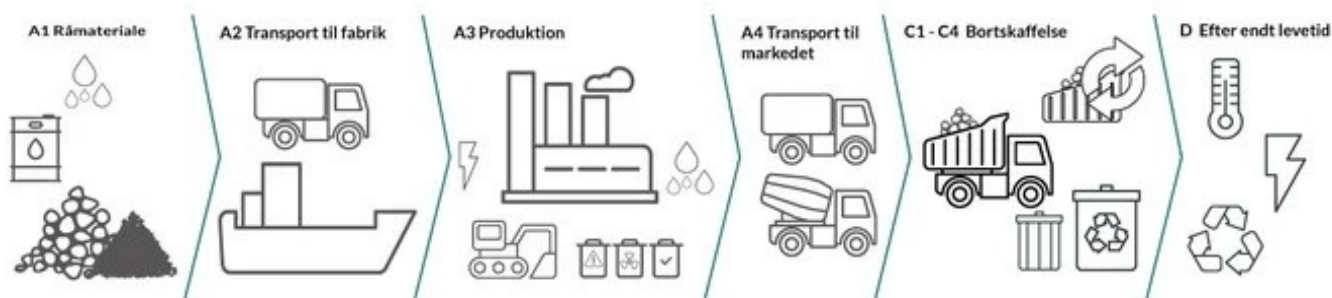 A1 Råmateriale
A2 Transport til fabrik
A3 Produktion
A4 Transport til
markedet
C1 - C4 Bortskaffelse
D Efter endt levetid